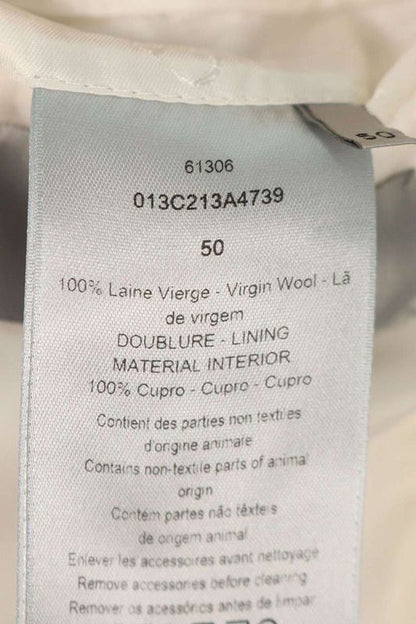 50
61306
013C213A4739
50
100% Laine Vierge - Virgin Wool - Lã
de virgem
DOUBLURE - LINING
MATERIAL INTERIOR
100% Cupro - Cupro - Cupro
Contient des parties non textiles
d'origine animale
Contains non-textile parts of animal
origin
Contem partes não têxteis
de origem animal
Enlever les accessoires avant nettoyage
Remove accessories before cleaning
Remover os acessórios antes de limpar